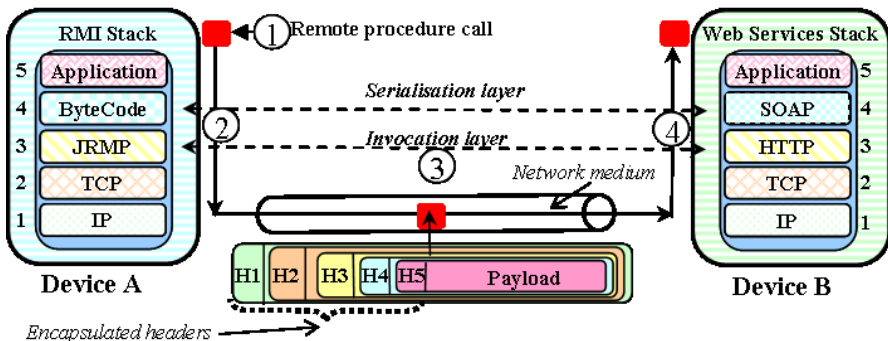 RMI Stack
1 Remote procedure call
Web Services Stack
5 Application
Application 5
Serialisation layer
4 ByteCode
SOAP 4
2
4
Invocation layer
3 JRMP
HTTP 3
3
2 TCP
TCP 2
Network medium
1 IP
IP 1
H1 H2 H3 H4 H5 Payload
Device A
Device B
Encapsulated headers